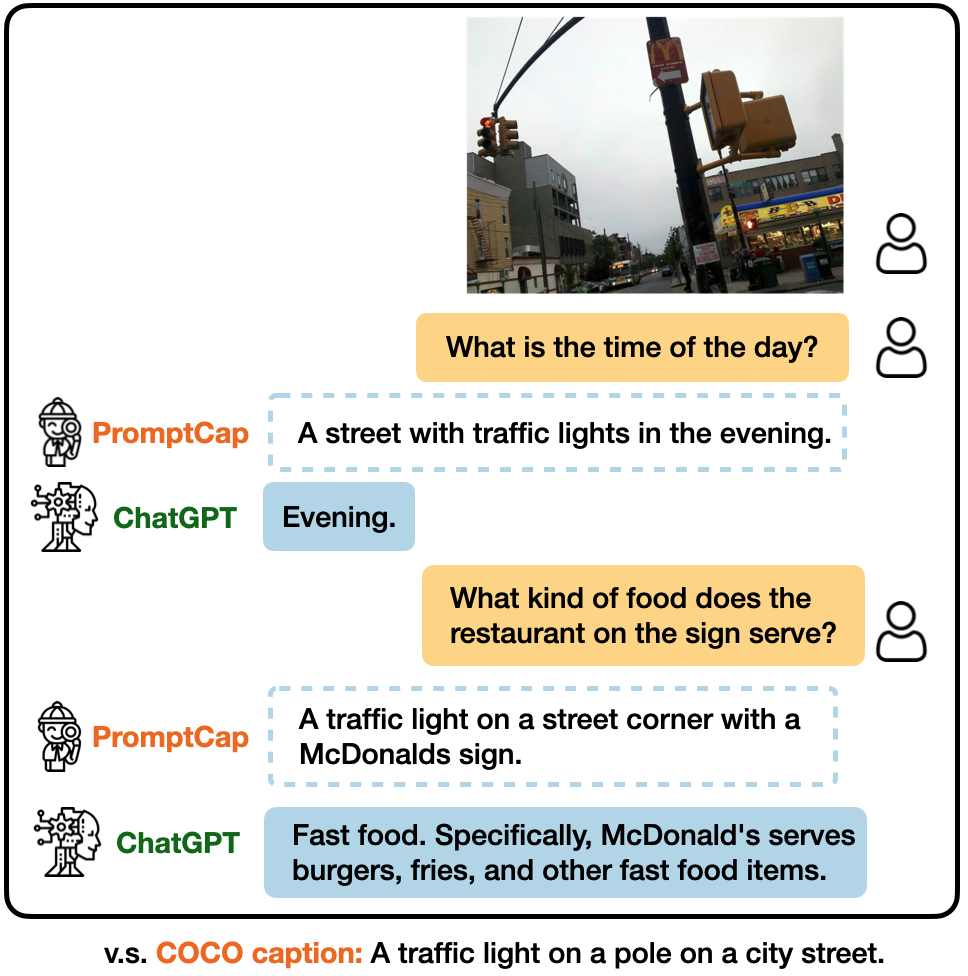 M
B B B D
What is the time of the day?
PromptCap
A street with traffic lights in the evening.
ChatGPT
Evening.
What kind of food does the
restaurant on the sign serve?
PromptCap
A traffic light on a street corner with a
McDonalds sign.
ChatGPT
Fast food. Specifically, McDonald's serves
burgers, fries, and other fast food items.
v.s. COCO caption: A traffic light on a pole on a city street.